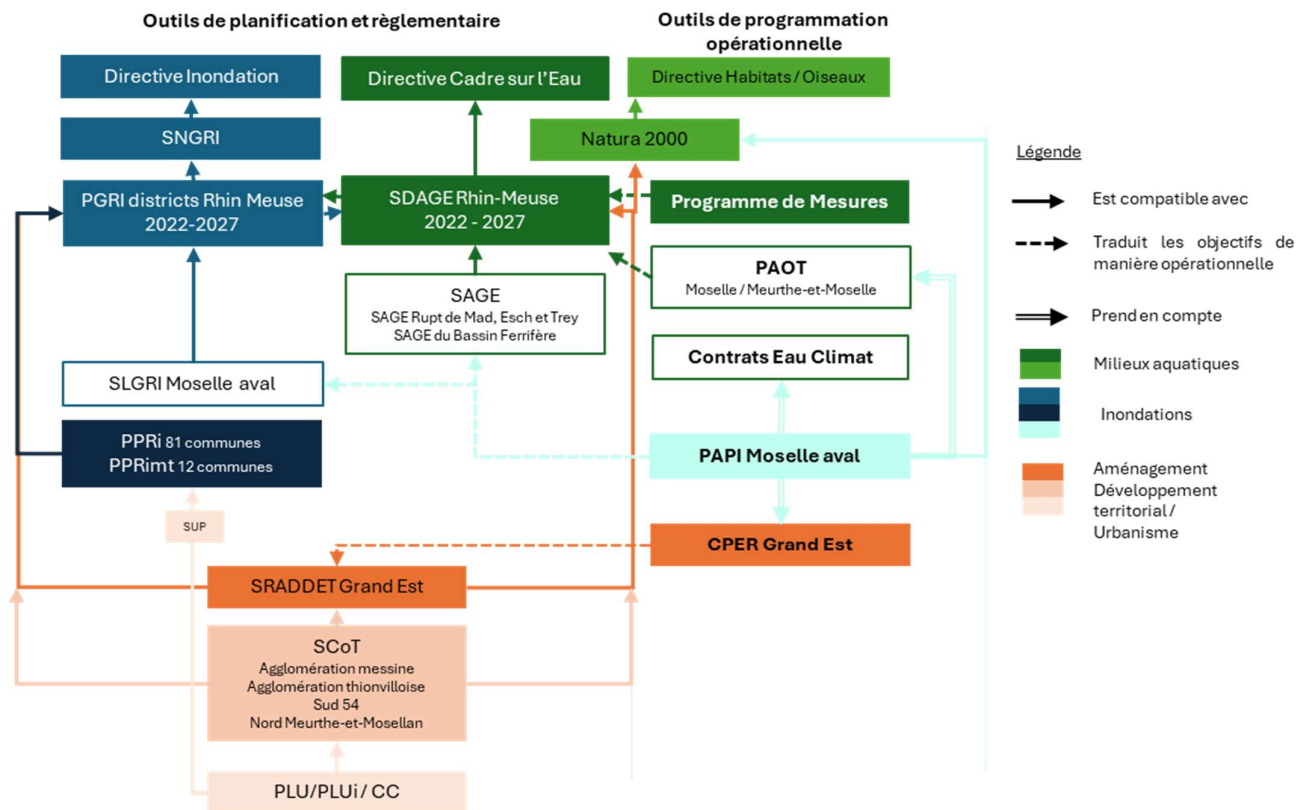 Outils de planification et règlementaire
Outils de programmation
opérationnelle
Directive Inondation
Directive Cadre sur l'Eau
Directive Habitats / Oiseaux
SNGRI
Natura 2000
PGRI districts Rhin Meuse
2022-2027
SDAGE Rhin-Meuse
2022 - 2027
Programme de Mesures
PAOT
Moselle / Meurthe-et-Moselle
SAGE
SAGE Rupt de Mad, Esch et Trey
SAGE du Bassin Ferrifère
Contrats Eau Climat
SLGRI Moselle aval
PPRi 81 communes
PPRimt 12 communes
PAPI Moselle aval
SUP
CPER Grand Est
SRADDET Grand Est
SCoT
Agglomération messine
Agglomération thionvilloise
Sud 54
Nord Meurthe-et-Mosellan
PLU/PLUi / CC
Légende
Est compatible avec
Traduit les objectifs de
manière opérationnelle
Prend en compte
Milieux aquatiques
Inondations
Aménagement
Développement
territorial /
Urbanisme